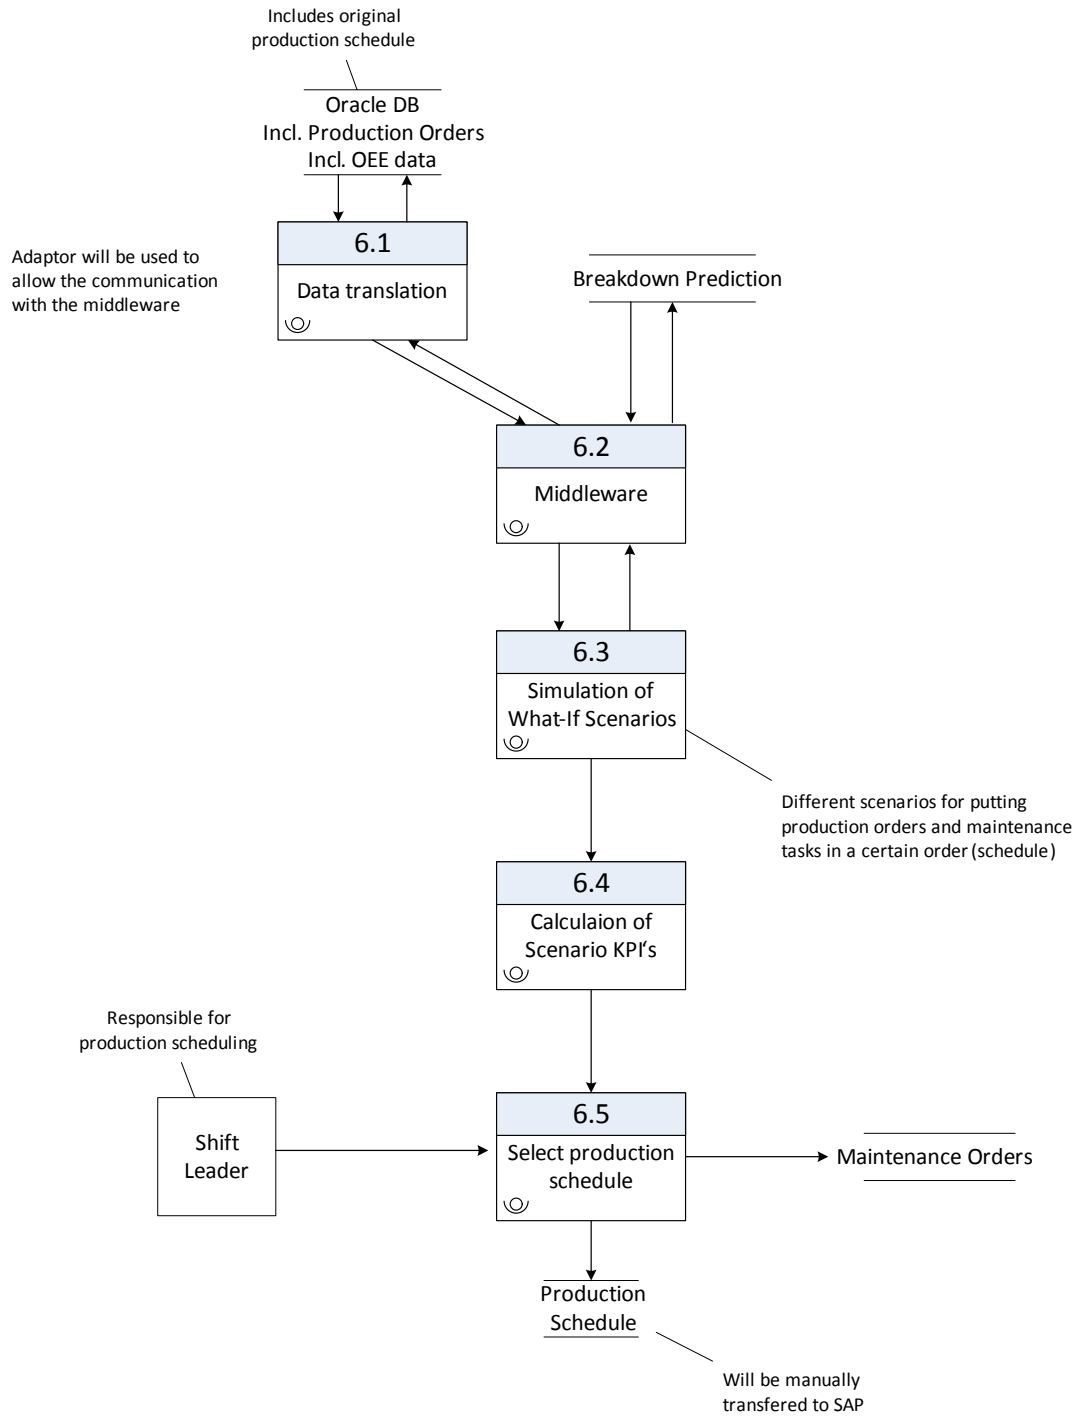 Includes original
production schedule
Oracle DB
Incl. Production Orders
Incl. OEE data
6.1
Data translation
Adaptor will be used to
allow the communication
with the middleware
Breakdown Prediction
6.2
Middleware
6.3
Simulation of
What-If Scenarios
Different scenarios for putting
production orders and maintenance
tasks in a certain order (schedule)
6.4
Calculaion of
Scenario KPI‘s
Responsible for
production scheduling
Shift
Leader
6.5
Select production
schedule
Maintenance Orders
Production
Schedule
Will be manually
transfered to SAP